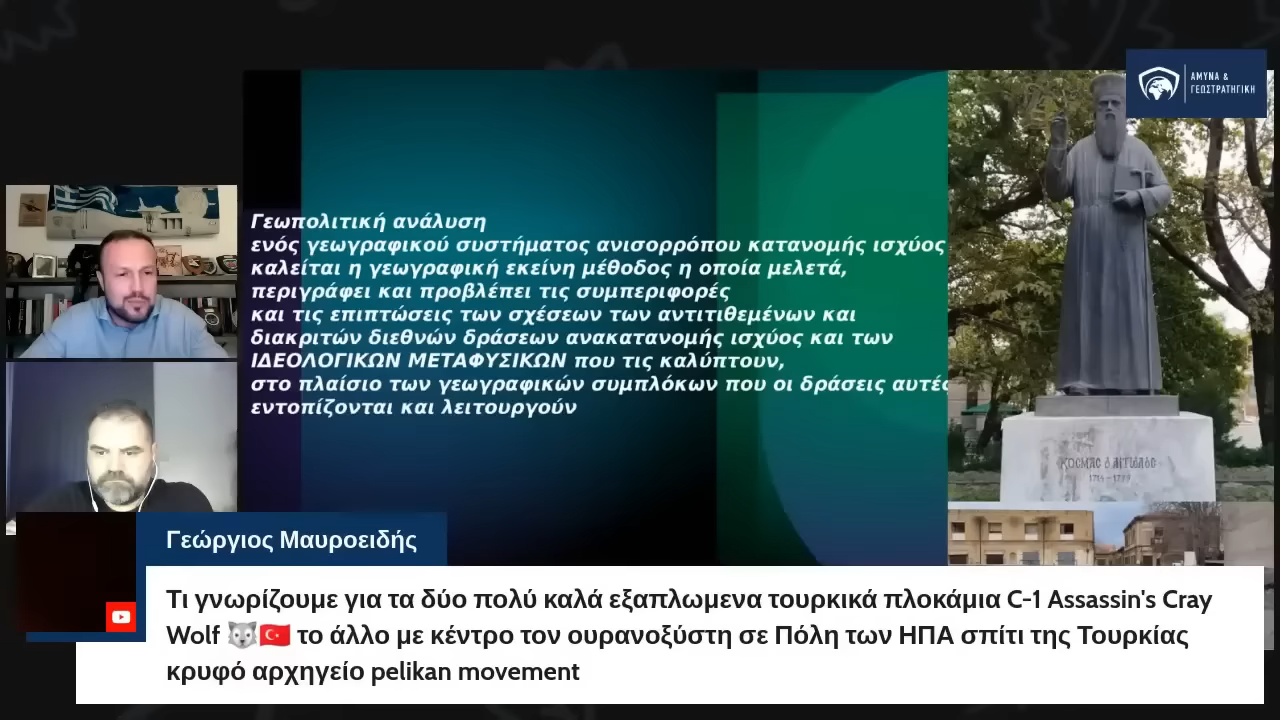 ΑΜΥΝΑ &
ΓΕΩΣΤΡΑΤΗΓΙΚΗ
Γεωπολιτική ανάλυση
ενός γεωγραφικού συστήματος ανισορρόπου κατανομής ισχύος
καλείται η γεωγραφική εκείνη μέθοδος η οποία μελετά,
περιγράφει και προβλέπει τις συμπεριφορές
και τις επιπτώσεις των σχέσεων των αντιτιθεμένων και
διακριτών διεθνών δράσεων ανακατανομής ισχύος και των
ΙΔΕΟΛΟΓΙΚΩΝ ΜΕΤΑΦΥΣΙΚΩΝ που τις καλύπτουν,
στο πλαίσιο των γεωγραφικών συμπλόκων που οι δράσεις αυτές
εντοπίζονται και λειτουργούν
ΚΟΣΜΑΣ Ο ΑΙΤΩΛΟΣ
Γεώργιος Μαυροειδής
Τι γνωρίζουμε για τα δύο πολύ καλά εξαπλωμενα τουρκικά πλοκάμια C-1 Assassin's Cray
Wolf 🐺🇹🇷 το άλλο με κέντρο τον ουρανοξύστη σε Πόλη των ΗΠΑ σπίτι της Τουρκίας
κρυφό αρχηγείο pelikan movement